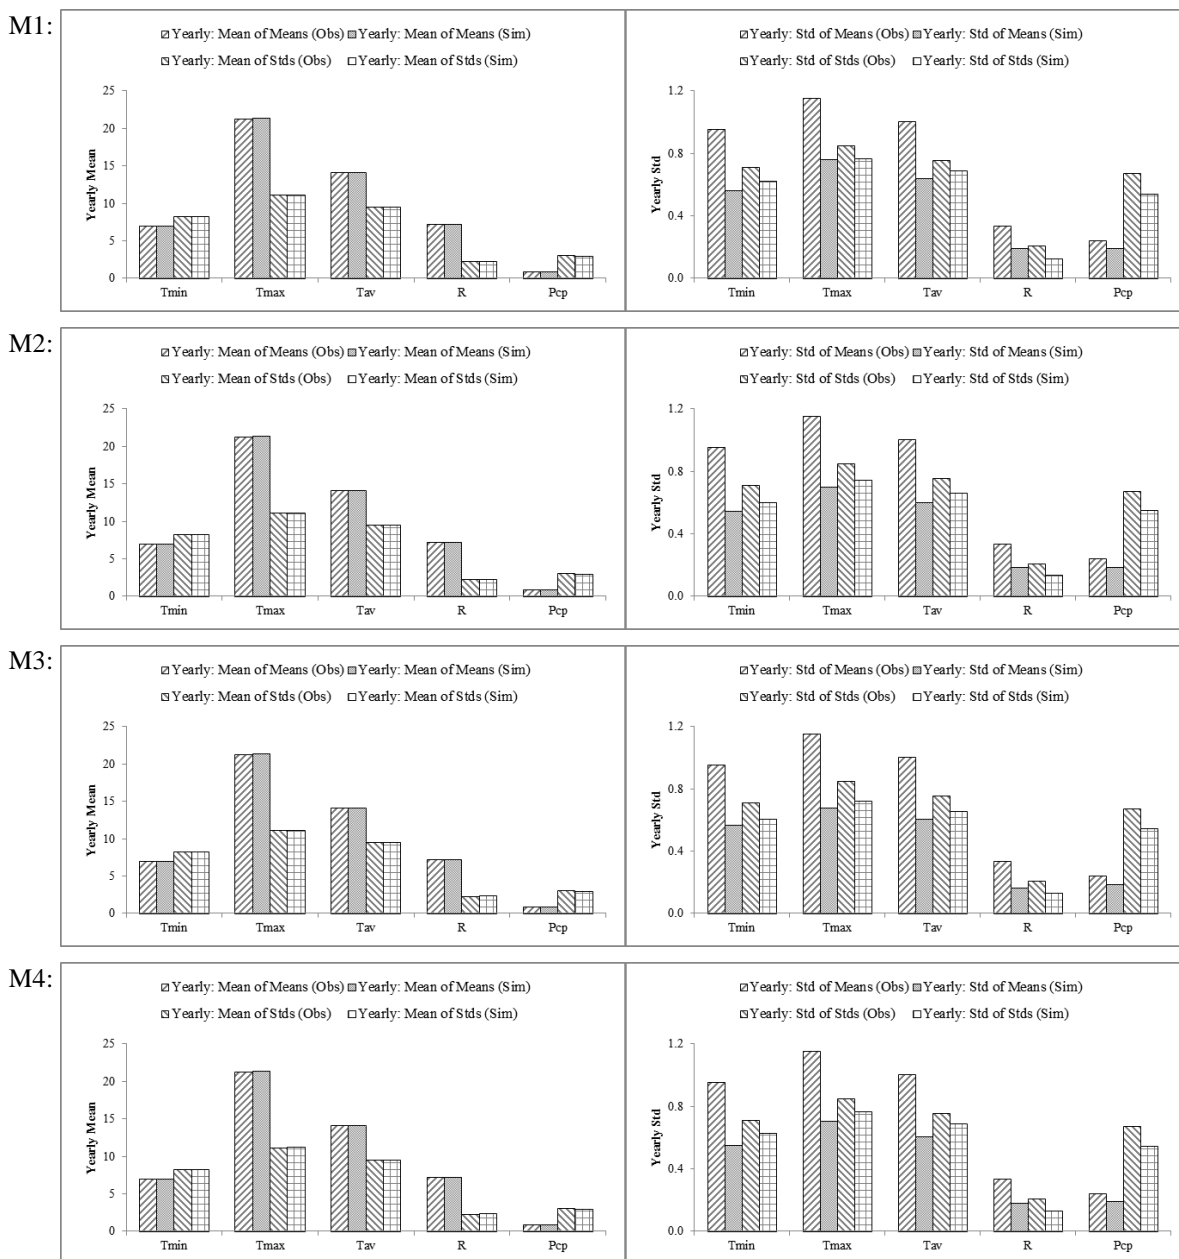 M1:
Yearly: Mean of Means (Obs) Yearly: Mean of Means (Sim)
Yearly: Mean of Stds (Obs) Yearly: Mean of Stds (Sim)
Yearly Mean
25
20
15
10
5
0
Tmin Tmax Tav R Pcp
Yearly: Std of Means (Obs) Yearly: Std of Means (Sim)
Yearly: Std of Stds (Obs) Yearly: Std of Stds (Sim)
Yearly Std
1.2
0.8
0.4
0.0
Tmin Tmax Tav R Pcp
M2:
Yearly: Mean of Means (Obs) Yearly: Mean of Means (Sim)
Yearly: Mean of Stds (Obs) Yearly: Mean of Stds (Sim)
Yearly Mean
25
20
15
10
5
0
Tmin Tmax Tav R Pcp
Yearly: Std of Means (Obs) Yearly: Std of Means (Sim)
Yearly: Std of Stds (Obs) Yearly: Std of Stds (Sim)
Yearly Std
1.2
0.8
0.4
0.0
Tmin Tmax Tav R Pcp
M3:
Yearly: Mean of Means (Obs) Yearly: Mean of Means (Sim)
Yearly: Mean of Stds (Obs) Yearly: Mean of Stds (Sim)
Yearly Mean
25
20
15
10
5
0
Tmin Tmax Tav R Pcp
Yearly: Std of Means (Obs) Yearly: Std of Means (Sim)
Yearly: Std of Stds (Obs) Yearly: Std of Stds (Sim)
Yearly Std
1.2
0.8
0.4
0.0
Tmin Tmax Tav R Pcp
M4:
Yearly: Mean of Means (Obs) Yearly: Mean of Means (Sim)
Yearly: Mean of Stds (Obs) Yearly: Mean of Stds (Sim)
Yearly Mean
25
20
15
10
5
0
Tmin Tmax Tav R Pcp
Yearly: Std of Means (Obs) Yearly: Std of Means (Sim)
Yearly: Std of Stds (Obs) Yearly: Std of Stds (Sim)
Yearly Std
1.2
0.8
0.4
0.0
Tmin Tmax Tav R Pcp